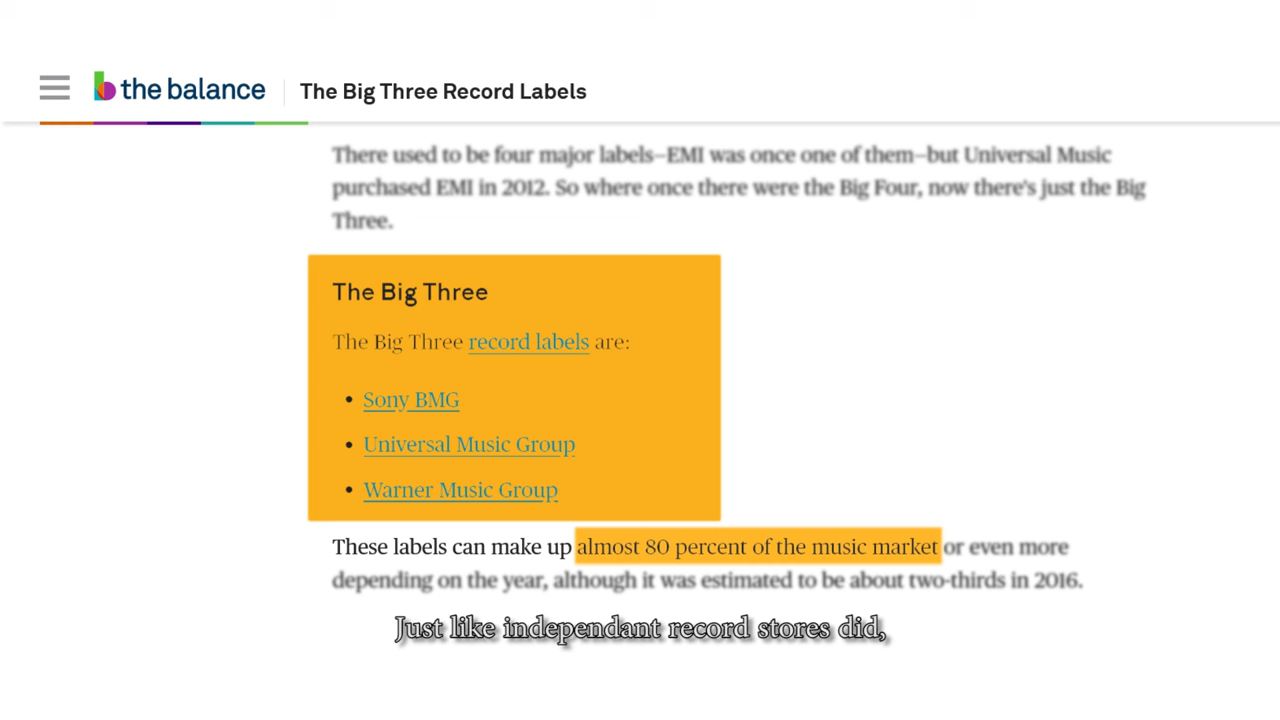 the balance
The Big Three Record Labels
There used to be four major labels—EMI was once one of them—but Universal Music
purchased EMI in 2012. So where once there were the Big Four, now there's just the Big
Three.
The Big Three
The Big Three record labels are:
• Sony BMG
• Universal Music Group
• Warner Music Group
These labels can make up almost 80 percent of the music market or even more
depending on the year, although it was estimated to be about two-thirds in 2016.
Just like independant record stores did,